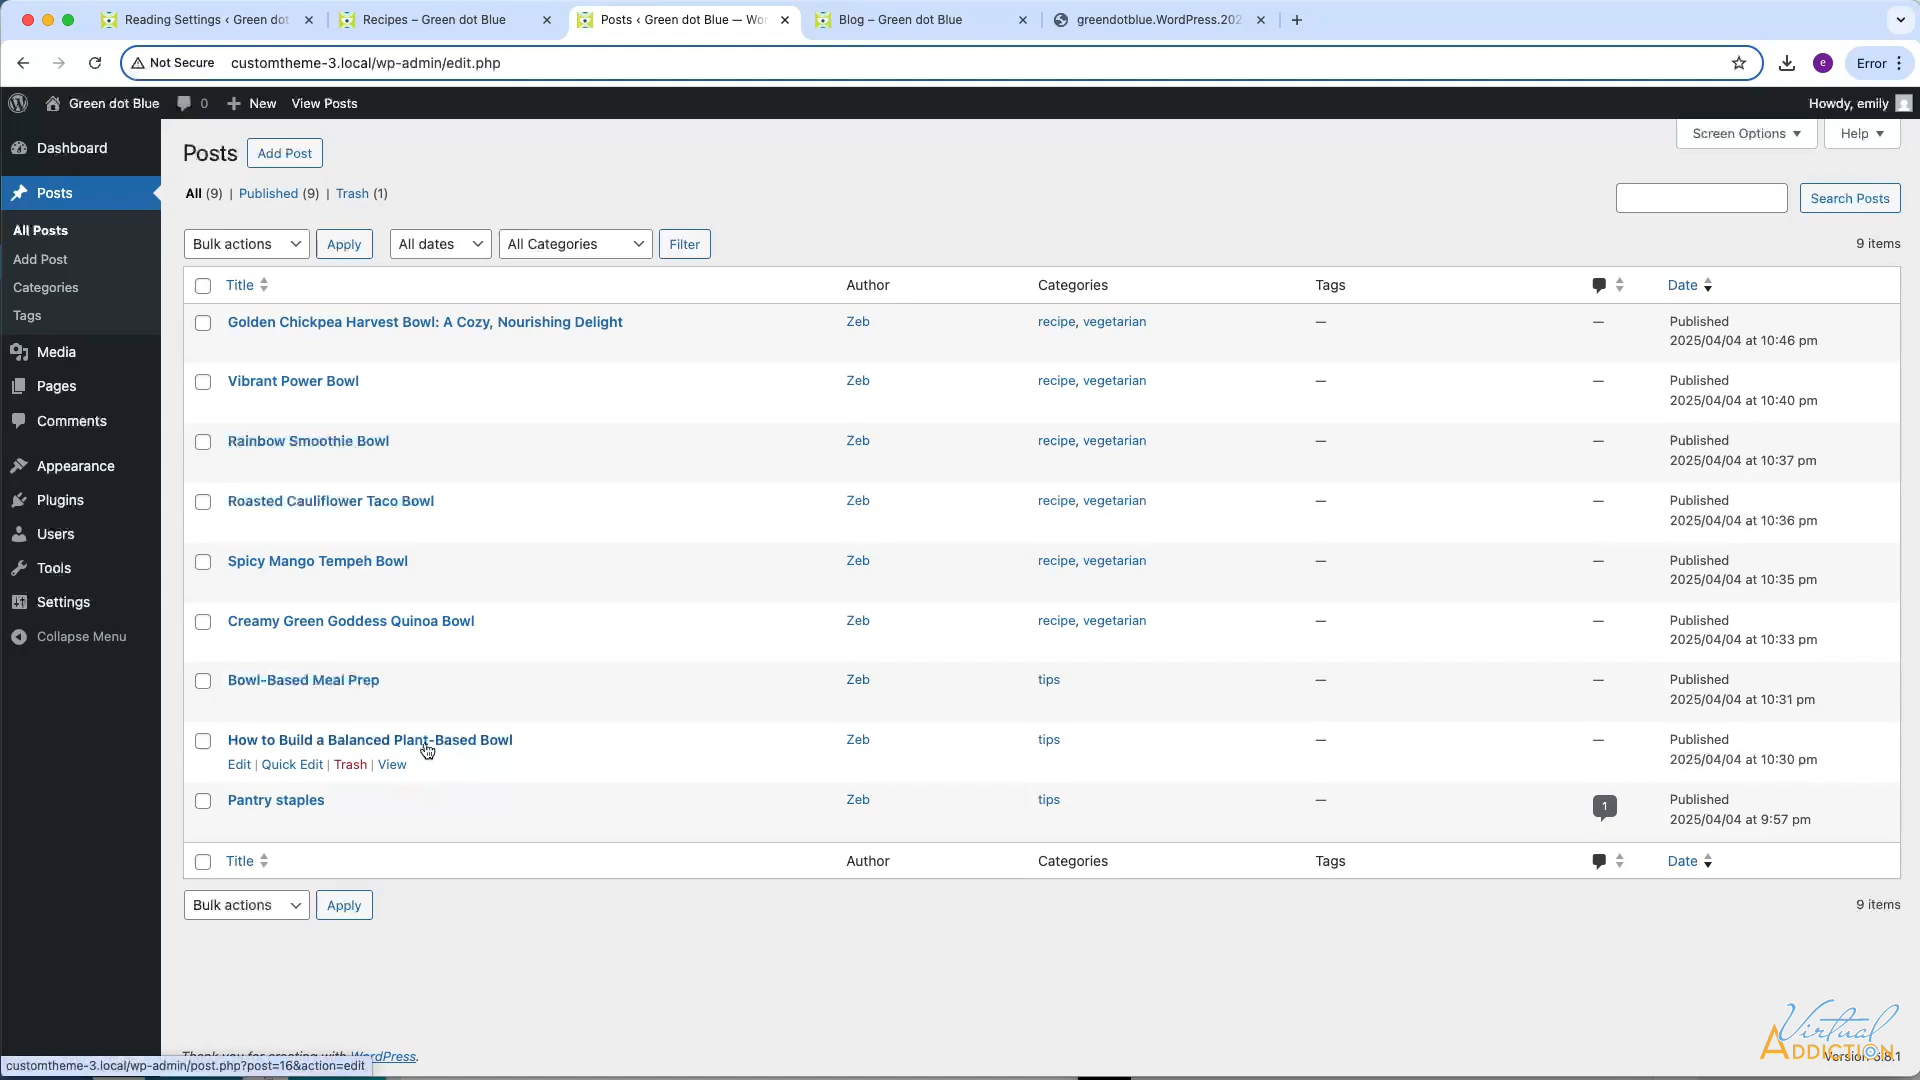 Reading Settings ‹ Green dot
Recipes – Green dot Blue
Posts ‹ Green dot Blue — Wor
Blog – Green dot Blue
greendotblue.WordPress.202
Not Secure
customtheme-3.local/wp-admin/edit.php
e
Error
Green dot Blue
0
New
View Posts
Howdy, emily
Dashboard
Posts
All Posts
Add Post
Categories
Tags
Media
Pages
Comments
Appearance
Plugins
Users
Tools
Settings
Collapse Menu
Posts
Add Post
Screen Options
Help
All (9) | Published (9) | Trash (1)
Search Posts
Bulk actions
Apply
All dates
All Categories
Filter
9 items
Title Author Categories Tags Date
Golden Chickpea Harvest Bowl: A Cozy, Nourishing Delight Zeb recipe, vegetarian — — Published
2025/04/04 at 10:46 pm
Vibrant Power Bowl Zeb recipe, vegetarian — — Published
2025/04/04 at 10:40 pm
Rainbow Smoothie Bowl Zeb recipe, vegetarian — — Published
2025/04/04 at 10:37 pm
Roasted Cauliflower Taco Bowl Zeb recipe, vegetarian — — Published
2025/04/04 at 10:36 pm
Spicy Mango Tempeh Bowl Zeb recipe, vegetarian — — Published
2025/04/04 at 10:35 pm
Creamy Green Goddess Quinoa Bowl Zeb recipe, vegetarian — — Published
2025/04/04 at 10:33 pm
Bowl-Based Meal Prep Zeb tips — — Published
2025/04/04 at 10:31 pm
How to Build a Balanced Plant-Based Bowl Zeb tips — — Published
Edit | Quick Edit | Trash | View 2025/04/04 at 10:30 pm
Pantry staples Zeb tips — 1 Published
2025/04/04 at 9:57 pm
Title Author Categories Tags Date
Bulk actions
Apply
9 items
Thank you for creating with WordPress.
Version 6.8.1
Virtual
ADDICTION
customtheme-3.local/wp-admin/post.php?post=16&action=edit